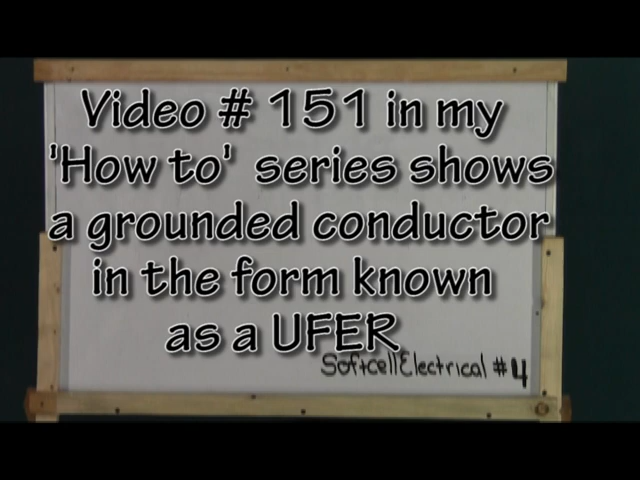 Video # 151 in my
'How to' series shows
a grounded conductor
in the form known
as a UFER
SoftcellElectrical #4